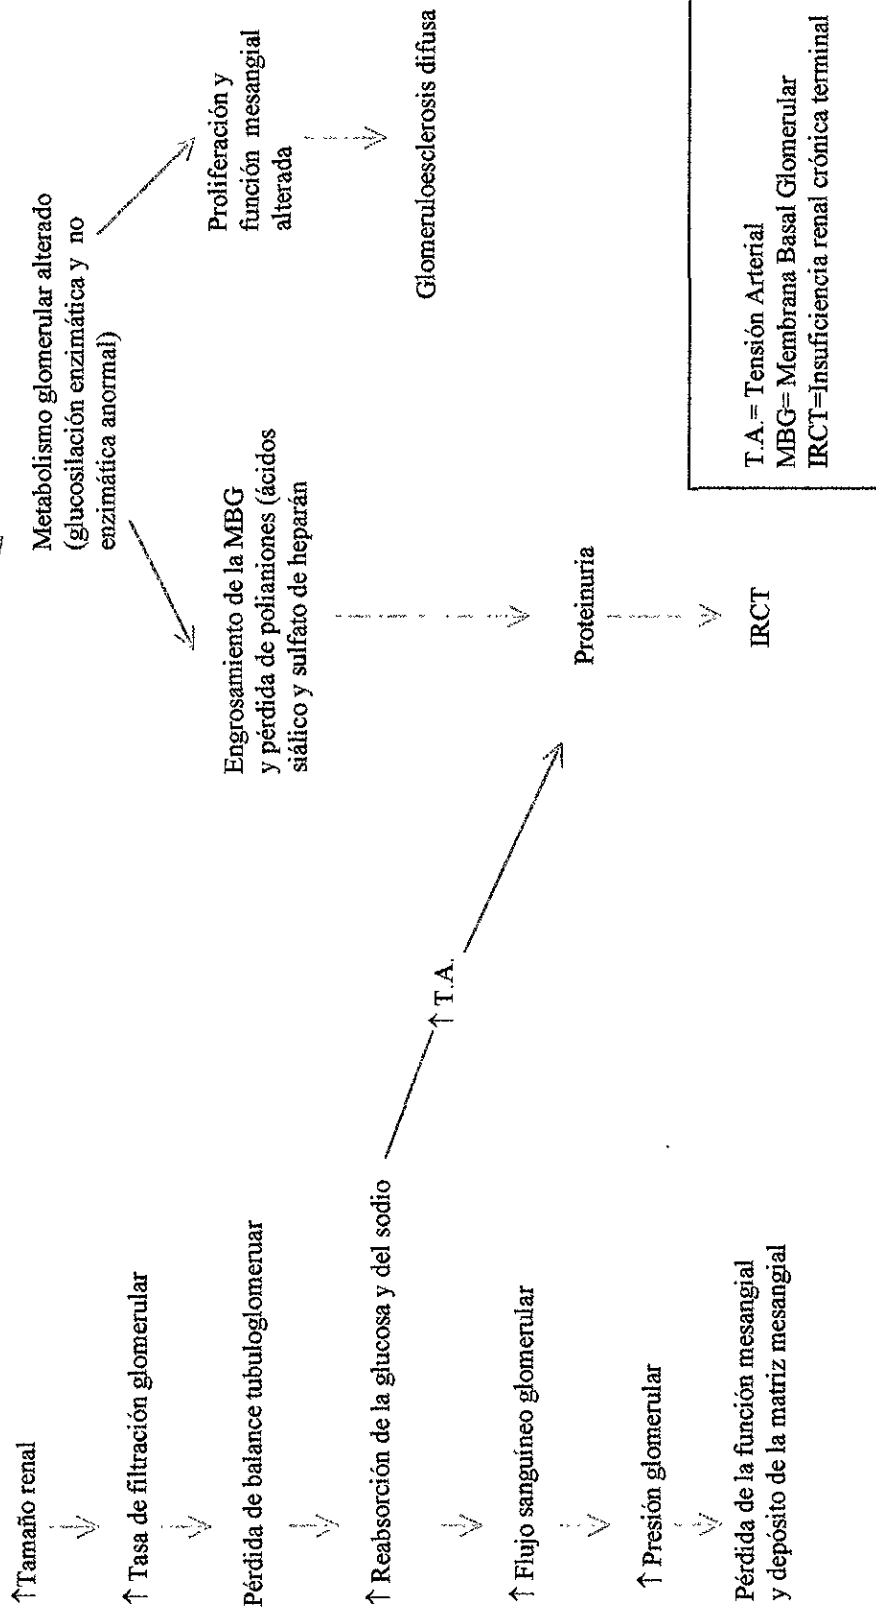 ↑Tamaño renal
↑ Tasa de filtración glomerular
Pérdida de balance tubuloglomeruar
↑ Reabsorción de la glucosa y del sodio
↑ Flujo sanguíneo glomerular
↑ Presión glomerular
Pérdida de la función mesangial
y depósito de la matriz mesangial
↑ T.A.
Metabolismo glomerular alterado
(glucosilación enzimática y no
enzimática anormal)
Engrosamiento de la MBG
y pérdida de polianiones (ácidos
siálico y sulfato de heparán
Proteinuria
IRCT
Proliferación y
función mesangial
alterada
Glomeruloesclerosis difusa
T.A.= Tensión Arterial
MBG= Membrana Basal Glomerular
IRCT=Insuficiencia renal crónica terminal